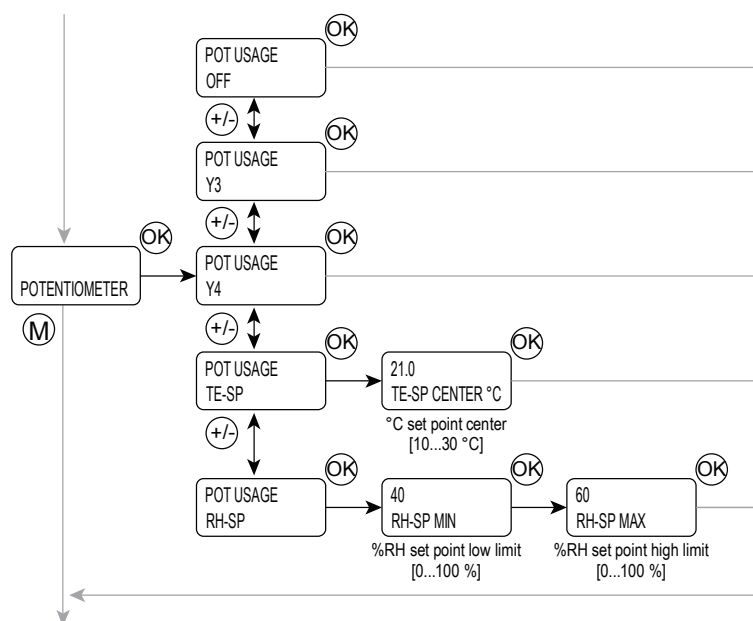 OK
POT USAGE
OFF
+/-
OK
POT USAGE
Y3
+/-
OK
OK
POT USAGE
Y4
POTENTIOMETER
M
+/-
OK
OK
POT USAGE
TE-SP
21.0
TE-SP CENTER °C
°C set point center
[10...30 °C]
+/-
OK
OK
OK
POT USAGE
RH-SP
40
RH-SP MIN
60
RH-SP MAX
%RH set point low limit
[0...100 %]
%RH set point high limit
[0...100 %]